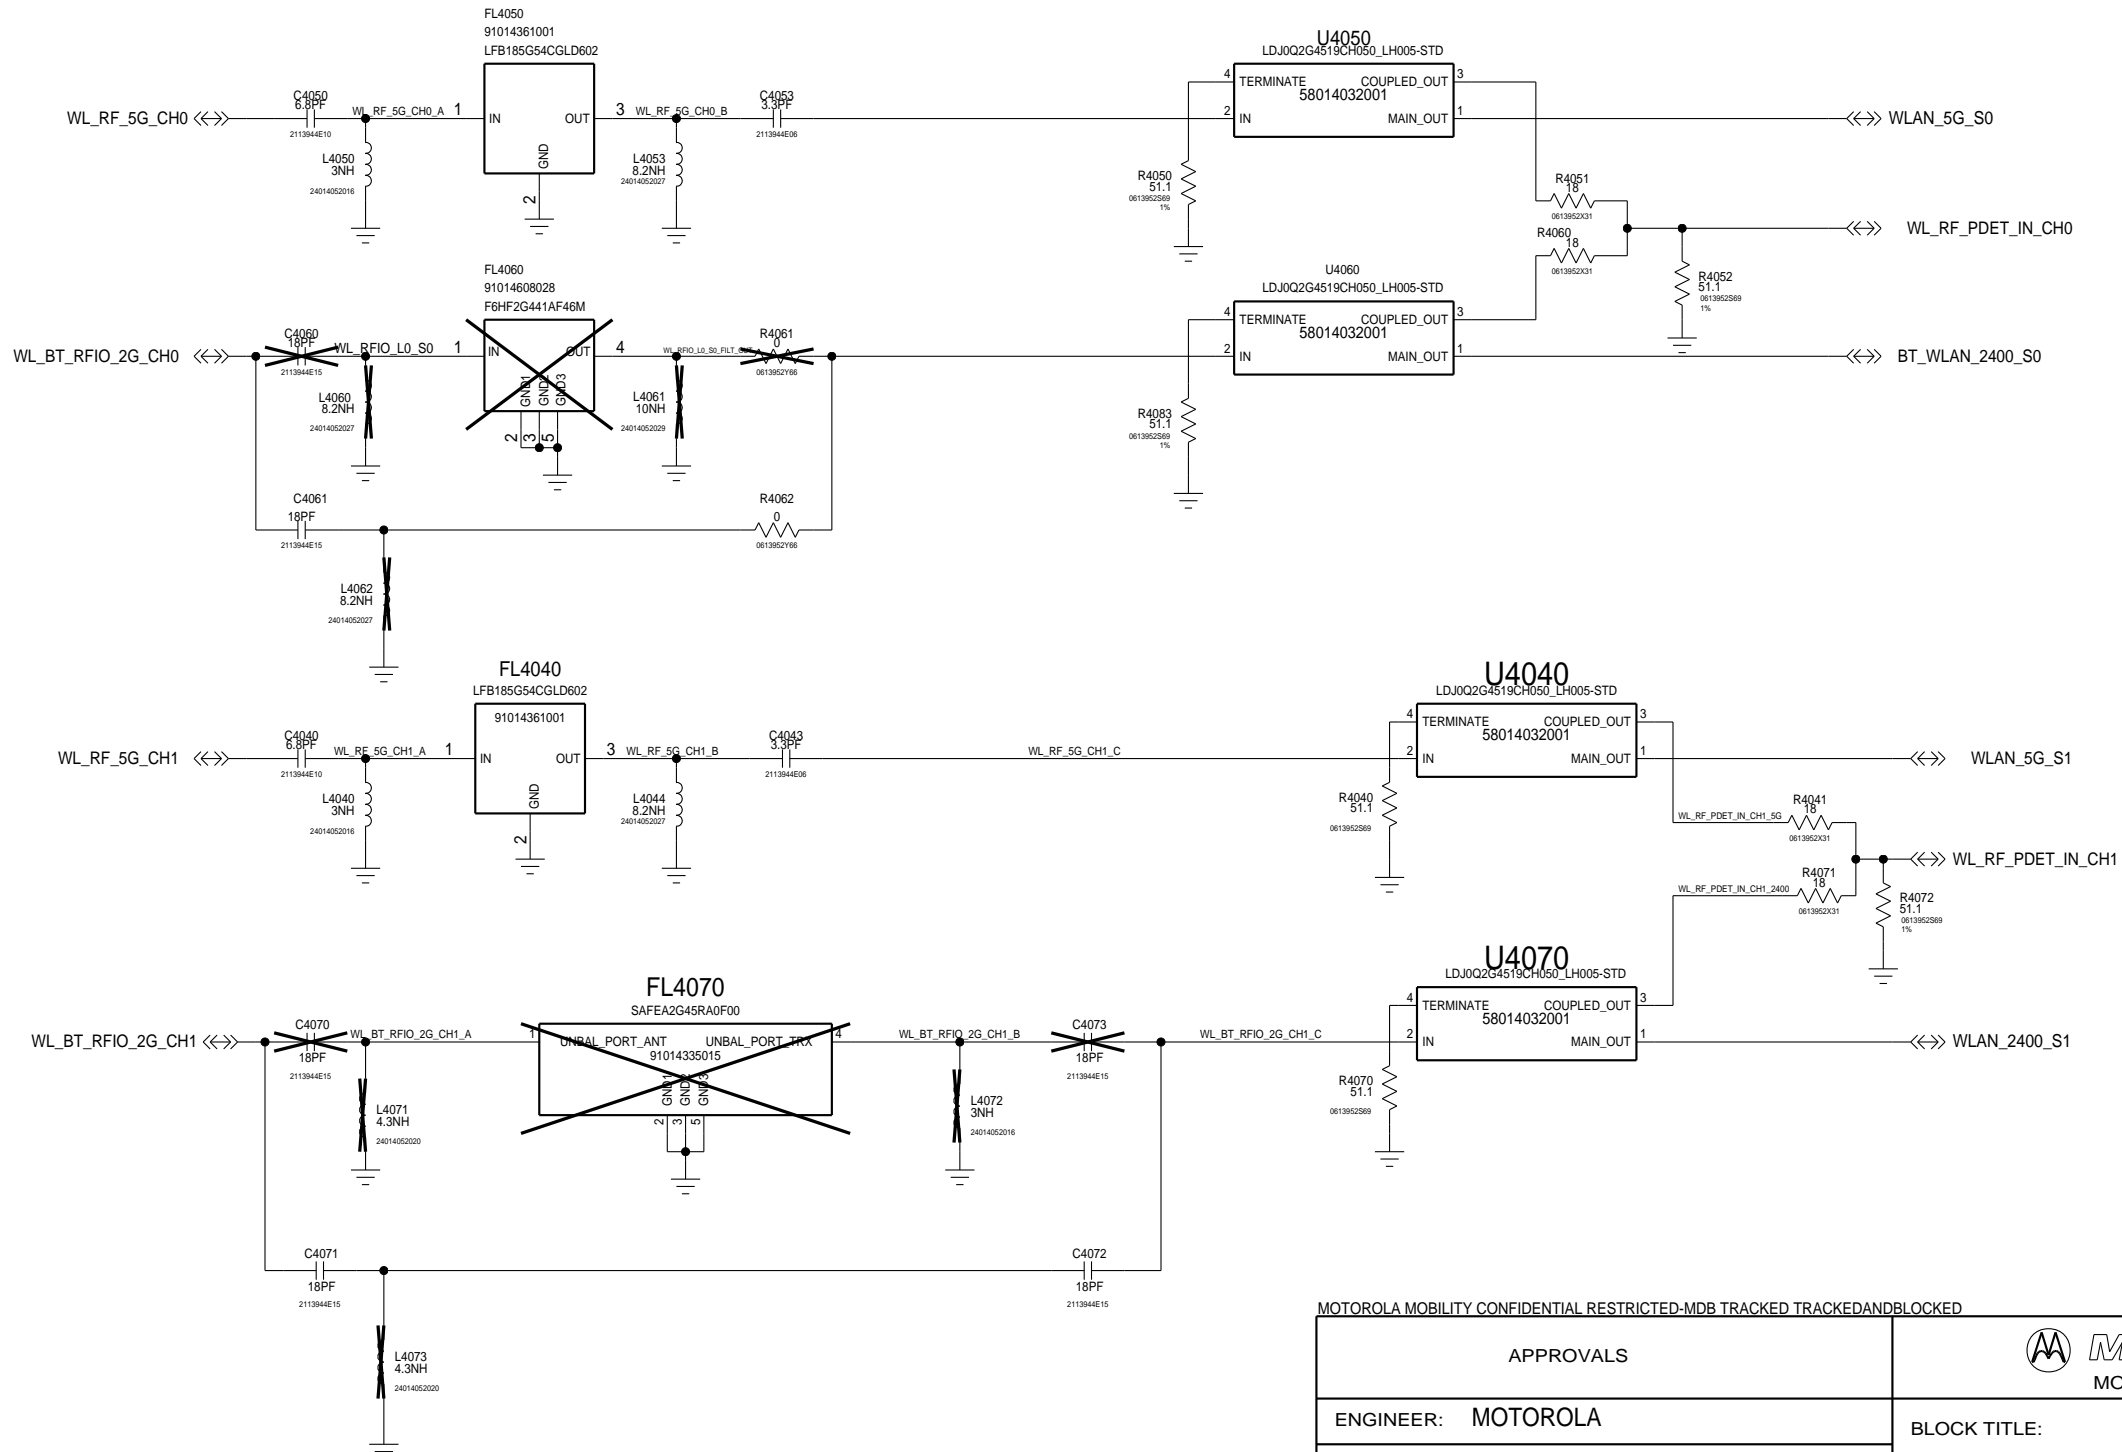 FL4050
91014361001
LFB185G54CGLD602
U4050
LDJ0Q2G4519CH050_LH005-STD
4 TERMINATE COUPLED_OUT 3
58014032001
2 IN MAIN_OUT 1
WL_RF_5G_CH0
C4050
6.8PF
2113944E10
WL_RF_5G_CH0_A
1 IN OUT 3
GND
2
WL_RF_5G_CH0_B
C4053
3.3PF
2113944E06
WLAN_5G_S0
L4050
3NH
24014052016
L4053
8.2NH
24014052027
R4050
51.1
0613952S69
1%
R4051
18
0613952X31
WL_RF_PDET_IN_CH0
R4060
18
0613952X31
R4052
51.1
0613952S69
1%
FL4060
91014608028
F6HF2G441AF46M
U4060
LDJ0Q2G4519CH050_LH005-STD
4 TERMINATE COUPLED_OUT 3
58014032001
2 IN MAIN_OUT 1
WL_BT_RFIO_2G_CH0
C4060
18PF
2113944E15
WL_RFIO_L0_S0
1 IN OUT 4
GND1
GND2
GND3
2
3
5
WL_RFIO_L0_S0_FILT_OUT
R4061
0
0613952Y66
BT_WLAN_2400_S0
L4060
8.2NH
24014052027
L4061
10NH
24014052029
R4083
51.1
0613952S69
1%
C4061
18PF
2113944E15
R4062
0
0613952Y66
L4062
8.2NH
24014052027
FL4040
LFB185G54CGLD602
91014361001
U4040
LDJ0Q2G4519CH050_LH005-STD
4 TERMINATE COUPLED_OUT 3
58014032001
2 IN MAIN_OUT 1
WL_RF_5G_CH1
C4040
6.8PF
2113944E10
WL_RF_5G_CH1_A
1 IN OUT 3
GND
2
WL_RF_5G_CH1_B
C4043
3.3PF
2113944E06
WL_RF_5G_CH1_C
WLAN_5G_S1
L4040
3NH
24014052016
L4044
8.2NH
24014052027
R4040
51.1
0613952S69
WL_RF_PDET_IN_CH1_5G
R4041
18
0613952X31
WL_RF_PDET_IN_CH1
WL_RF_PDET_IN_CH1_2400
R4071
18
0613952X31
R4072
51.1
0613952S69
1%
FL4070
SAFEA2G45RA0F00
U4070
LDJ0Q2G4519CH050_LH005-STD
4 TERMINATE COUPLED_OUT 3
58014032001
2 IN MAIN_OUT 1
WL_BT_RFIO_2G_CH1
C4070
18PF
2113944E15
WL_BT_RFIO_2G_CH1_A
1 UNBAL_PORT_ANT UNBAL_PORT_TRX 4
91014335015
GND1
GND2
GND3
2
3
5
WL_BT_RFIO_2G_CH1_B
C4073
18PF
2113944E15
WL_BT_RFIO_2G_CH1_C
WLAN_2400_S1
L4071
4.3NH
24014052020
L4072
3NH
24014052016
R4070
51.1
0613952S69
C4071
18PF
2113944E15
C4072
18PF
2113944E15
L4073
4.3NH
24014052020
MOTOROLA MOBILITY CONFIDENTIAL RESTRICTED-MDB TRACKED TRACKEDANDBLOCKED
APPROVALS
M
MO
ENGINEER: MOTOROLA
BLOCK TITLE: